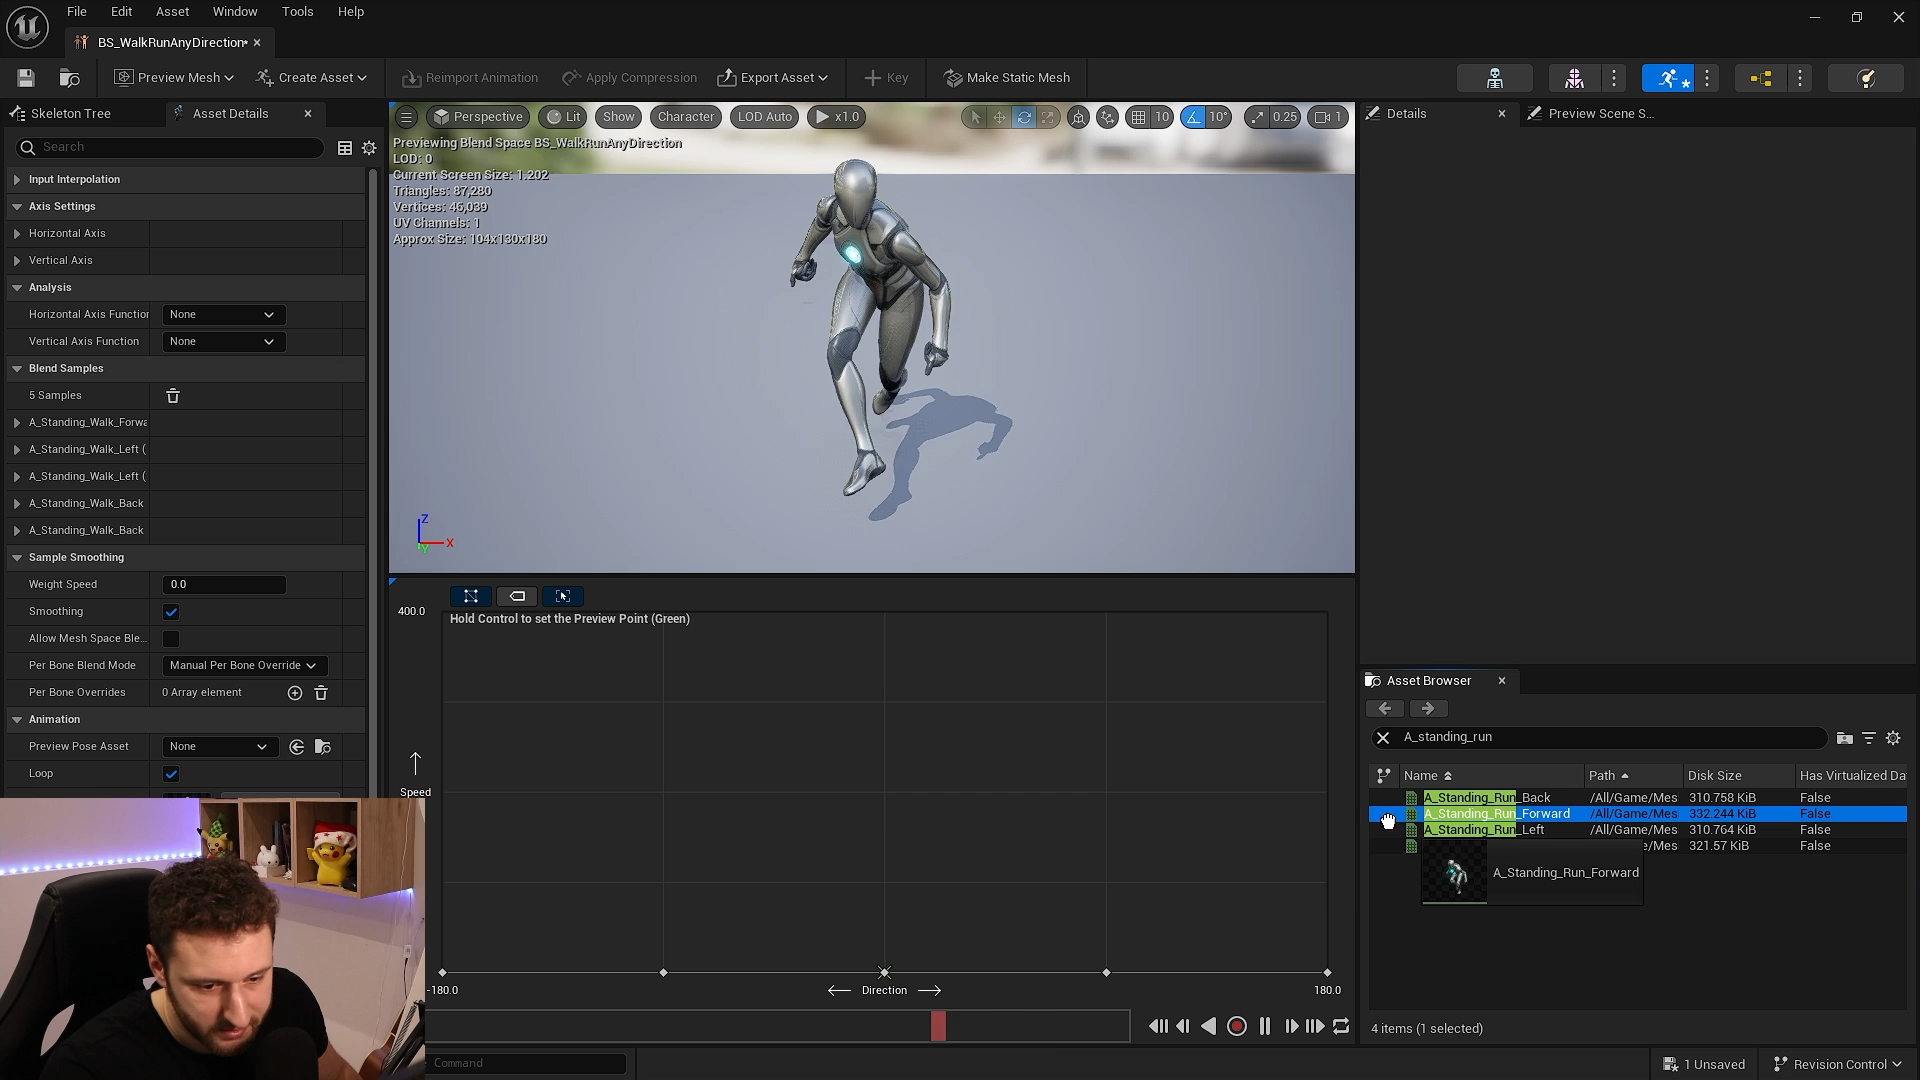 File Edit Asset Window Tools Help
BS_WalkRunAnyDirection*
Preview Mesh Create Asset Reimport Animation Apply Compression Export Asset Key Make Static Mesh
Skeleton Tree Asset Details
Search
Input Interpolation
Axis Settings
Horizontal Axis
Vertical Axis
Analysis
Horizontal Axis Function None
Vertical Axis Function None
Blend Samples
5 Samples
A_Standing_Walk_Forwa
A_Standing_Walk_Left (
A_Standing_Walk_Left (
A_Standing_Walk_Back
A_Standing_Walk_Back
Sample Smoothing
Weight Speed 0.0
Smoothing
Allow Mesh Space Ble...
Per Bone Blend Mode Manual Per Bone Override
Per Bone Overrides 0 Array element
Animation
Preview Pose Asset None
Loop
Perspective Lit Show Character LOD Auto x1.0 10 10° 0.25 1
Previewing Blend Space BS_WalkRunAnyDirection
LOD: 0
Current Screen Size: 1.202
Triangles: 87,280
Vertices: 46,039
UV Channels: 1
Approx Size: 104x130x180
Z
X
Y
400.0
Hold Control to set the Preview Point (Green)
Speed
-180.0 Direction 180.0
Command
Details Preview Scene S...
Asset Browser
A_standing_run
Name Path Disk Size Has Virtualized Da
A_Standing_Run_Back /All/Game/Mes 310.758 KiB False
A_Standing_Run_Forward /All/Game/Mes 332.244 KiB False
A_Standing_Run_Left /All/Game/Mes 310.764 KiB False
e/Mes 321.57 KiB False
A_Standing_Run_Forward
4 items (1 selected)
1 Unsaved Revision Control